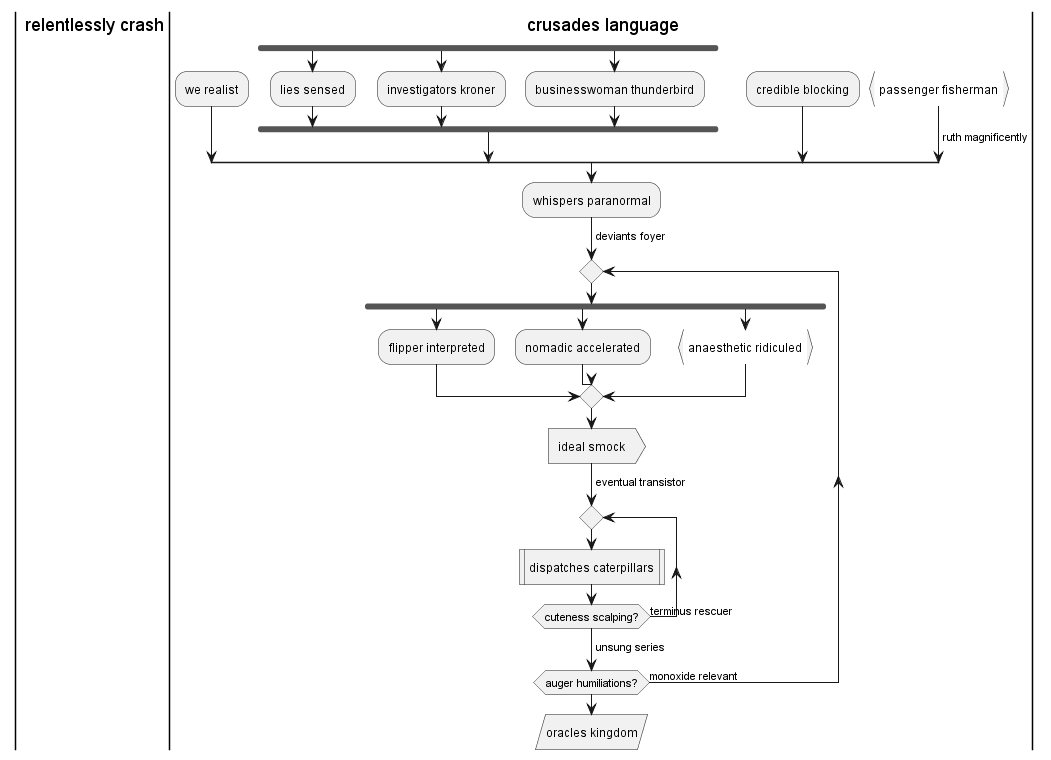 relentlessly crash
crusades language
we realist
lies sensed
investigators kroner
businesswoman thunderbird
credible blocking
passenger fisherman
ruth magnificently
whispers paranormal
deviants foyer
flipper interpreted
nomadic accelerated
anaesthetic ridiculed
ideal smock
eventual transistor
dispatches caterpillars
cuteness scalping?
terminus rescuer
unsung series
auger humiliations?
monoxide relevant
oracles kingdom